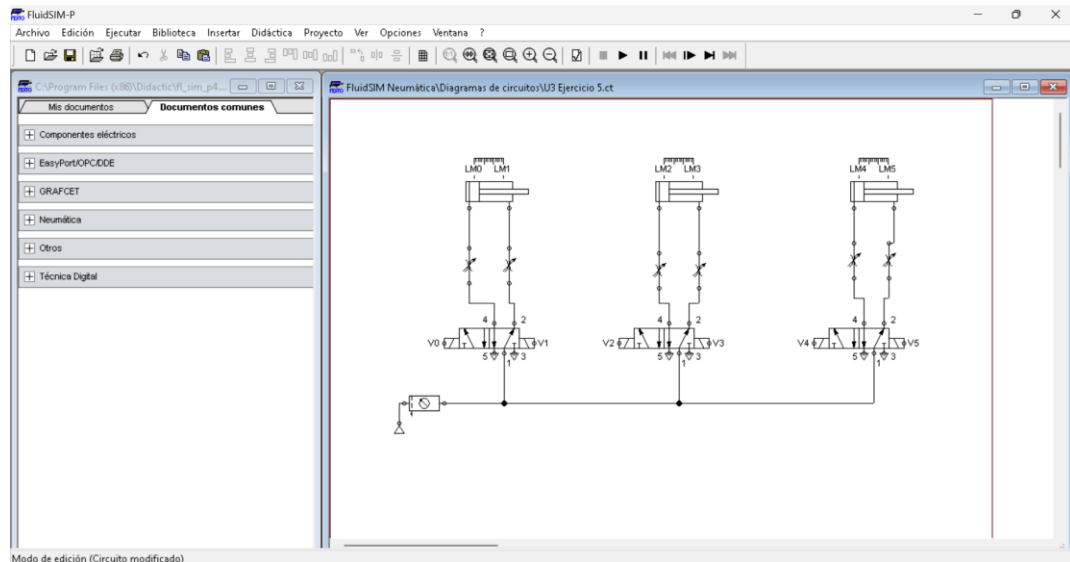 FluidSIM-P
Archivo Edición Ejecutar Biblioteca Insertar Didáctica Proyecto Ver Opciones Ventana ?
C:\Program Files (x86)\Didactic\fl_sim_p4....
Mis documentos Documentos comunes
Componentes eléctricos
EasyPort/OPC/DDE
GRAFCET
Neumática
Otros
Técnica Digital
FluidSIM Neumática\Diagramas de circuitos\U3 Ejercicio 5.ct
LM0 LM1 LM2 LM3 LM4 LM5
4 2 4 2 4 2
V0 V1 V2 V3 V4 V5
5 3 5 3 5 3
1 1 1
Modo de edición (Circuito modificado)